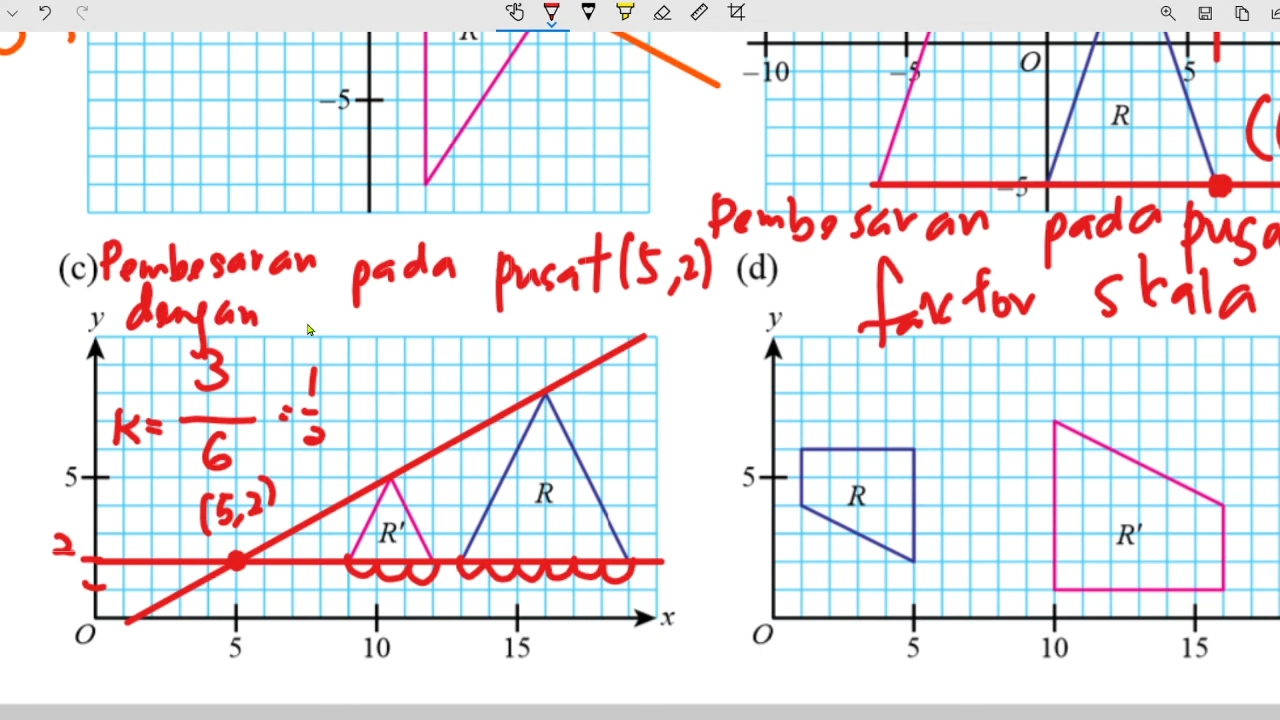 R
−5
−10
−5
O
5
R
−5
Pembesaran pada
faktor skala
(c) Pembesaran pada pusat (5,2)
dengan
y
K = 3/6 = 1/2
(5,2)
5
2
R'
R
O
5
10
15
x
(d)
y
5
R
R'
O
5
10
15